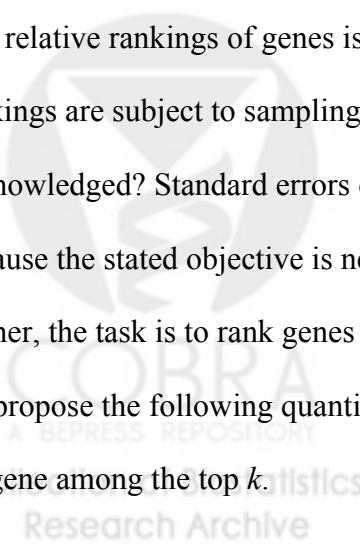 relative rankings of genes is
kings are subject to sampling
nowledged? Standard errors
ause the stated objective is
her, the task is to rank genes
COBRA
propose the following quanti
A BEPRESS REPOSITORY
gene among the top k.
tistics
Research Archive